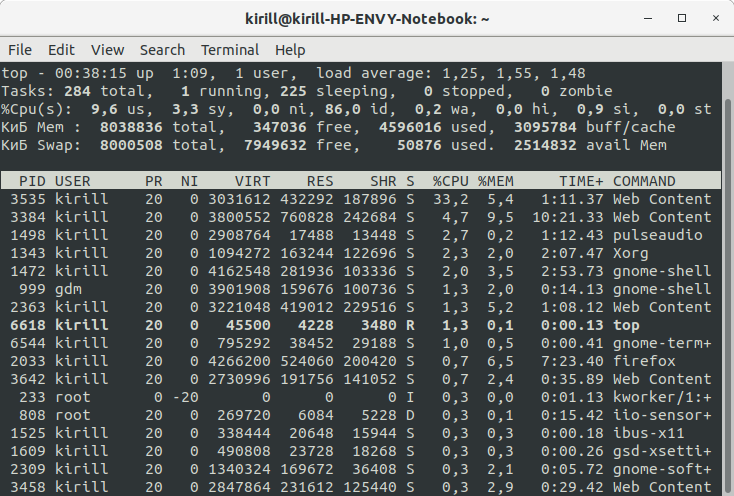 kirill@kirill-HP-ENVY-Notebook: ~
File Edit View Search Terminal Help
top - 00:38:15 up  1:09,  1 user,  load average: 1,25, 1,55, 1,48
Tasks: 284 total,   1 running, 225 sleeping,   0 stopped,   0 zombie
%Cpu(s):  9,6 us,  3,3 sy,  0,0 ni, 86,0 id,  0,2 wa,  0,0 hi,  0,9 si,  0,0 st
КиБ Mem :  8038836 total,   347036 free,  4596016 used,  3095784 buff/cache
КиБ Swap:  8000508 total,  7949632 free,    50876 used.  2514832 avail Mem
PID USER      PR  NI    VIRT    RES    SHR S  %CPU %MEM     TIME+ COMMAND
3535 kirill    20   0 3031612 432292 187896 S  33,2  5,4   1:11.37 Web Content
3384 kirill    20   0 3800552 760828 242684 S   4,7  9,5  10:21.33 Web Content
1498 kirill    20   0 2908764  17488  13448 S   2,7  0,2   1:12.43 pulseaudio
1343 kirill    20   0 1094272 163244 122696 S   2,3  2,0   2:07.47 Xorg
1472 kirill    20   0 4162548 281936 103336 S   2,0  3,5   2:53.73 gnome-shell
999 gdm       20   0 3901908 159676 100736 S   1,3  2,0   0:14.13 gnome-shell
2363 kirill    20   0 3221048 419012 229516 S   1,3  5,2   1:08.12 Web Content
6618 kirill    20   0   45500   4228   3480 R   1,3  0,1   0:00.13 top
6544 kirill    20   0  795292  38452  29188 S   1,0  0,5   0:00.41 gnome-term+
2033 kirill    20   0 4266200 524060 200420 S   0,7  6,5   7:23.40 firefox
3642 kirill    20   0 2730996 191756 141052 S   0,7  2,4   0:35.89 Web Content
233 root       0 -20       0      0      0 I   0,3  0,0   0:01.13 kworker/1:+
808 root      20   0  269720   6084   5228 D   0,3  0,1   0:15.42 iio-sensor+
1525 kirill    20   0  338444  20648  15944 S   0,3  0,3   0:00.18 ibus-x11
1609 kirill    20   0  490808  23728  18268 S   0,3  0,3   0:00.26 gsd-xsetti+
2309 kirill    20   0 1340324 169672  36408 S   0,3  2,1   0:05.72 gnome-soft+
3458 kirill    20   0 2847864 231612 125440 S   0,3  2,9   0:29.42 Web Content